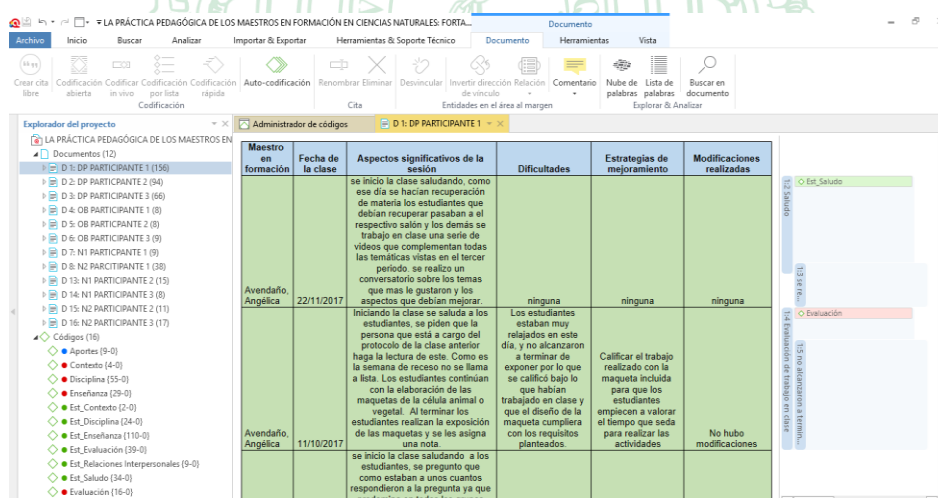 LA PRÁCTICA PEDAGÓGICA DE LOS MAESTROS EN FORMACIÓN EN CIENCIAS NATURALES: FORTA...
Documento
Archivo Inicio Buscar Analizar Importar & Exportar Herramientas & Soporte Técnico Documento Herramientas Vista
Crear cita libre
Codificación abierta
Codificar in vivo
Codificación por lista
Codificación rápida
Auto-codificación
Renombrar
Eliminar
Desvincular
Invertir dirección de vínculo
Relación
Comentario
Nube de palabras
Lista de palabras
Buscar en documento
Codificación
Cita
Entidades en el área al margen
Explorar & Analizar
Explorador del proyecto
LA PRÁCTICA PEDAGÓGICA DE LOS MAESTROS EN
Documentos (12)
D 1: DP PARTICIPANTE 1 (156)
D 2: DP PARTICIPANTE 2 (94)
D 3: DP PARTICIPANTE 3 (66)
D 4: OB PARTICIPANTE 1 (8)
D 5: OB PARTICIPANTE 2 (8)
D 6: OB PARTICIPANTE 3 (9)
D 7: N1 PARTICPANTE 1 (9)
D 8: N2 PARCITIPANTE 1 (38)
D 13: N1 PARTICIPANTE 2 (15)
D 14: N1 PARTICIPANTE 3 (8)
D 15: N2 PARTICIPANTE 2 (11)
D 16: N2 PARTICIPANTE 3 (17)
Códigos (16)
Aportes {9-0}
Contexto {4-0}
Disciplina {55-0}
Enseñanza {29-0}
Est_Contexto {2-0}
Est_Disciplina {24-0}
Est_Enseñanza {110-0}
Est_Evaluación {39-0}
Est_Relaciones Interpersonales {9-0}
Est_Saludo {34-0}
Evaluación {16-0}
Administrador de códigos
D 1: DP PARTICIPANTE 1
Maestro
en
formación
Fecha de
la clase
Aspectos significativos de la
sesión
Dificultades
Estrategias de
mejoramiento
Modificaciones
realizadas
Avendaño,
Angélica
22/11/2017
se inicio la clase saludando, como
ese día se hacían recuperación
de materia los estudiantes que
debían recuperar pasaban a el
respectivo salón y los demás se
trabajo en clase una serie de
videos que complementan todas
las temáticas vistas en el tercer
periodo. se realizo un
conversatorio sobre los temas
que mas le gustaron y los
aspectos que debían mejorar.
ninguna
ninguna
ninguna
Avendaño,
Angélica
11/10/2017
Iniciando la clase se saluda a los
estudiantes, se piden que la
persona que está a cargo del
protocolo de la clase anterior
haga la lectura de este. Como es
la semana de receso no se llama
a lista. Los estudiantes continúan
con la elaboración de las
maquetas de la célula animal o
vegetal. Al terminar los
estudiantes realizan la exposición
de las maquetas y se les asigna
una nota.
Los estudiantes
estaban muy
relajados en este
día, y no alcanzaron
a terminar de
exponer por lo que
se calificó bajo lo
que habían
trabajado en clase y
que el diseño de la
maqueta cumpliera
con los requisitos
planteados.
Calificar el trabajo
realizado con la
maqueta incluida
para que los
estudiantes
empiecen a valorar
el tiempo que seda
para realizar las
actividades
No hubo
modificaciones
se inicio la clase saludando a los
estudiantes, se pregunto que
como estaban a unos cuantos
respondieron a la pregunta ya que
1:2 Saludo
Est_Saludo
1:3 se re...
1:4 Evaluación de trabajo en clase
Evaluación
1:5 no alcanzaron a termin...